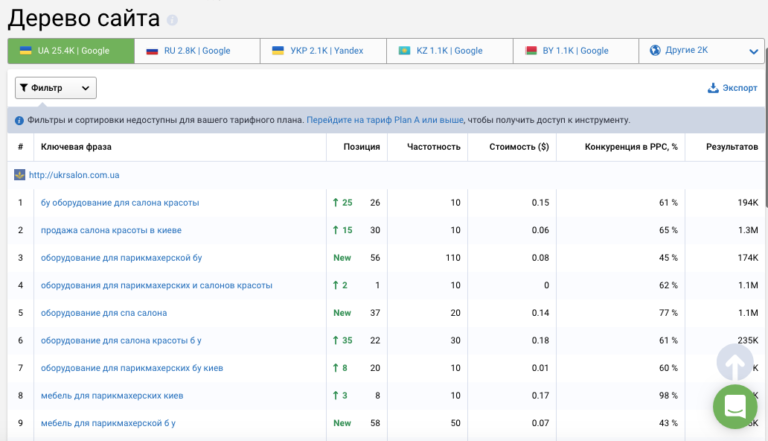 Дерево сайта
UA 25.4K | Google RU 2.8K | Google УКР 2.1K | Yandex KZ 1.1K | Google BY 1.1K | Google Другие 2K
Фильтр Экспорт
Фильтры и сортировки недоступны для вашего тарифного плана. Перейдите на тариф Plan A или выше, чтобы получить доступ к инструменту.
# Ключевая фраза Позиция Частотность Стоимость ($) Конкуренция в PPC, % Результатов
http://ukrsalon.com.ua
1 бу оборудование для салона красоты ↑ 25 26 10 0.15 61 % 194K
2 продажа салона красоты в киеве ↑ 15 30 10 0.06 65 % 1.3M
3 оборудование для парикмахерской бу New 56 110 0.08 45 % 174K
4 оборудования для парикмахерских и салонов красоты ↑ 2 1 10 0 62 % 1.1M
5 оборудование для спа салона New 37 20 0.14 77 % 1.1M
6 оборудование для салона красоты б у ↑ 35 22 30 0.18 61 % 235K
7 оборудование для парикмахерских бу киев ↑ 8 20 10 0.01 60 %
8 мебель для парикмахерских киев ↑ 3 8 10 0.17 98 %
9 мебель для парикмахерской б у New 58 50 0.07 43 %